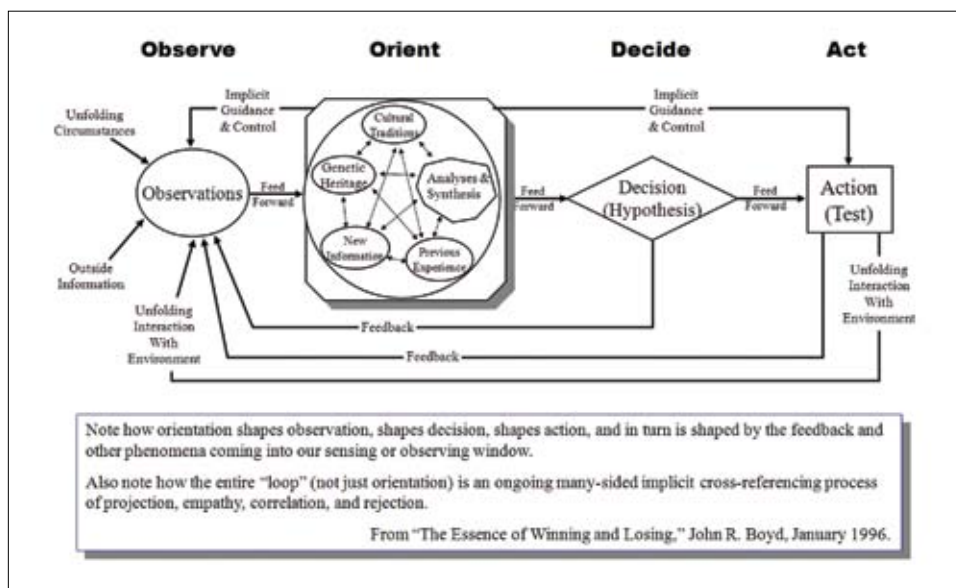 Observe
Orient
Decide
Act
Implicit
Guidance
& Control
Implicit
Guidance
& Control
Unfolding
Circumstances
Cultural
Traditions
Genetic
Heritage
Analyses &
Synthesis
New
Information
Previous
Experience
Observations
Feed
Forward
Feed
Forward
Decision
(Hypothesis)
Feed
Forward
Action
(Test)
Outside
Information
Unfolding
Interaction
With
Environment
Unfolding
Interaction
With
Environment
Feedback
Feedback
Note how orientation shapes observation, shapes decision, shapes action, and in turn is shaped by the feedback and
other phenomena coming into our sensing or observing window.
Also note how the entire “loop” (not just orientation) is an ongoing many-sided implicit cross-referencing process
of projection, empathy, correlation, and rejection.
From “The Essence of Winning and Losing,” John R. Boyd, January 1996.